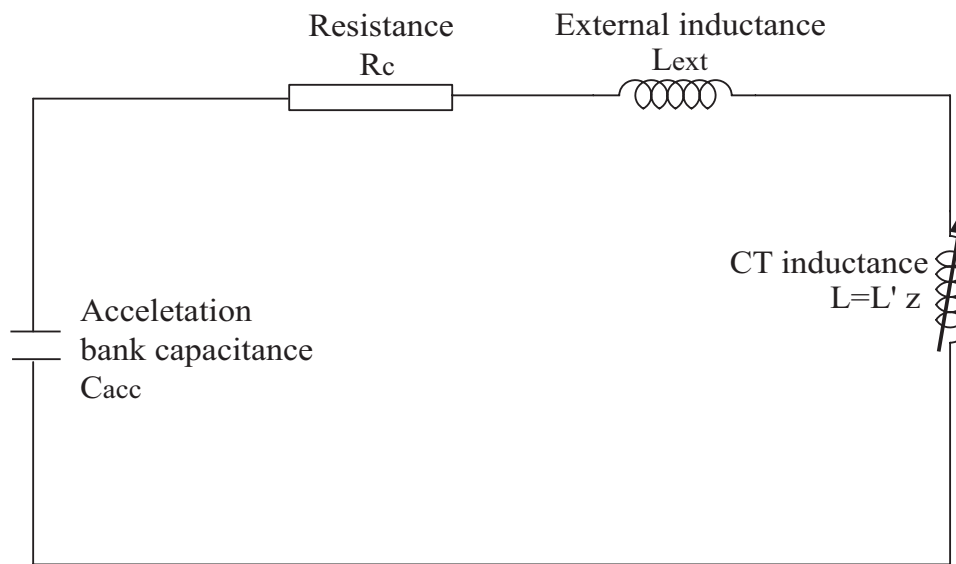 Resistance
Rc
External inductance
Lext
CT inductance
L=L' z
Acceletation
bank capacitance
Cacc